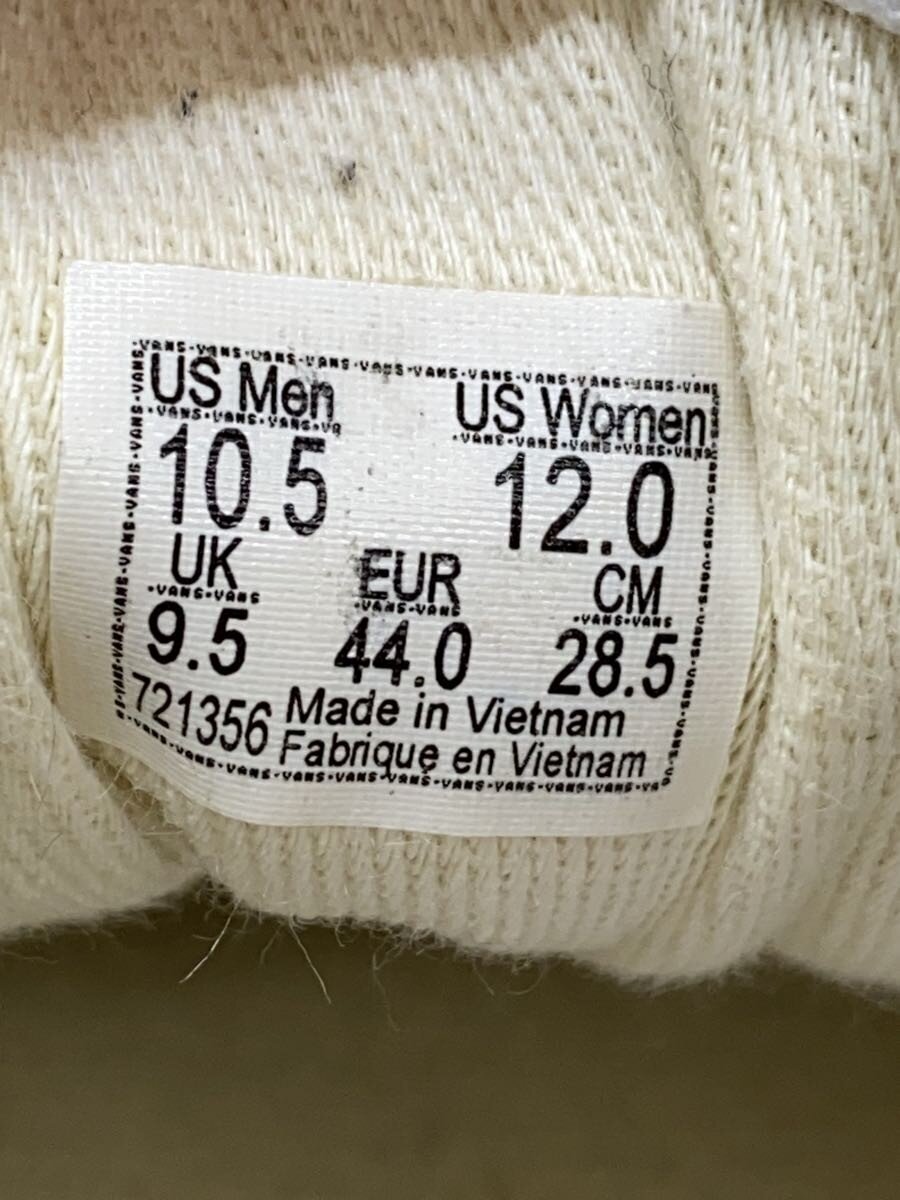 US Men US Women
10.5 12.0
UK EUR CM
9.5 44.0 28.5
721356 Made in Vietnam
Fabrique en Vietnam